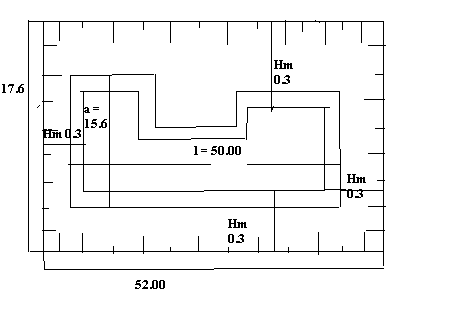 Hm
0.3
17.6
a =
15.6
Hm 0.3
l = 50.00
Hm
0.3
Hm
0.3
52.00